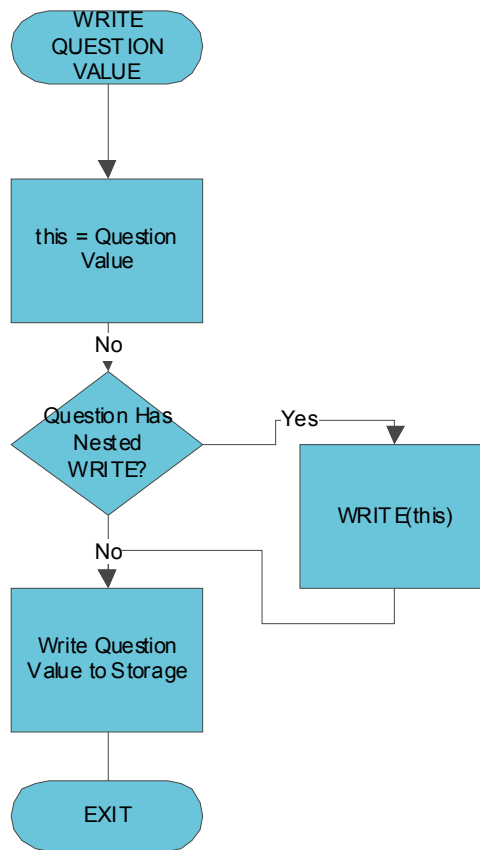 WRITE
QUESTION
VALUE
this = Question
Value
No
Question Has
Nested
WRITE?
Yes
WRITE(this)
No
Write Question
Value to Storage
EXIT